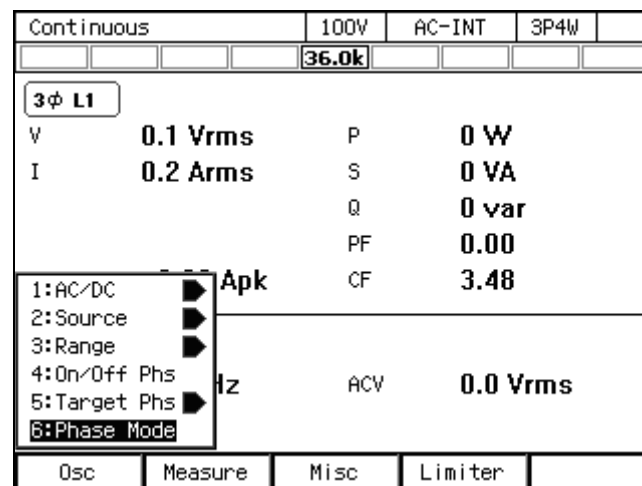 Continuous 100V AC-INT 3P4W
36.0k
3ф L1
V 0.1 Vrms P 0 W
I 0.2 Arms S 0 VA
Q 0 var
PF 0.00
Apk CF 3.48
1:AC/DC
2:Source
3:Range
4:On/Off Phs
Hz ACV 0.0 Vrms
5:Target Phs
6:Phase Mode
Osc Measure Misc Limiter